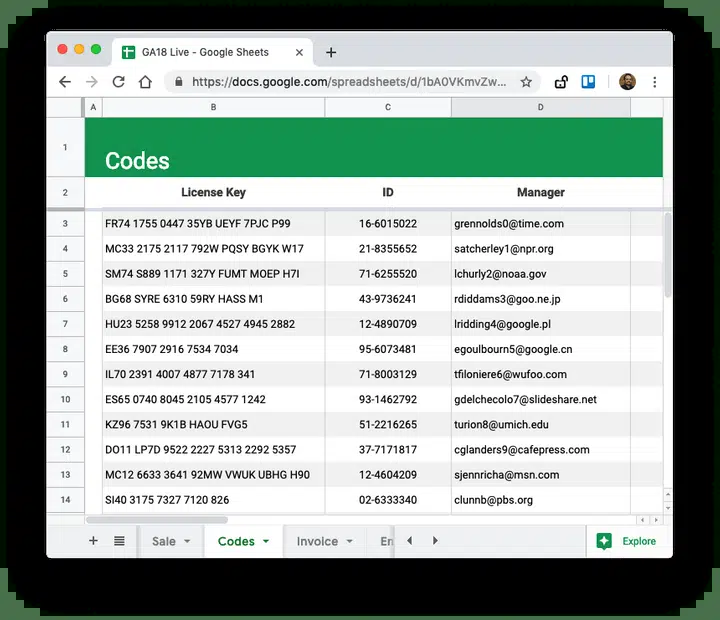 GA18 Live - Google Sheets
https://docs.google.com/spreadsheets/d/1bA0VKmvZw...
A B C D
1 Codes
2 License Key ID Manager
3 FR74 1755 0447 35YB UEYF 7PJC P99 16-6015022 grennolds0@time.com
4 MC33 2175 2117 792W PQSY BGYK W17 21-8355652 satcherley1@npr.org
5 SM74 S889 1171 327Y FUMT MOEP H7I 71-6255520 lchurly2@noaa.gov
6 BG68 SYRE 6310 59RY HASS M1 43-9736241 rdiddams3@goo.ne.jp
7 HU23 5258 9912 2067 4527 4945 2882 12-4890709 lridding4@google.pl
8 EE36 7907 2916 7534 7034 95-6073481 egoulbourn5@google.cn
9 IL70 2391 4007 4877 7178 341 71-8003129 tfiloniere6@wufoo.com
10 ES65 0740 8045 2105 4577 1242 93-1462792 gdelchecolo7@slideshare.net
11 KZ96 7531 9K1B HAOU FVG5 51-2216265 turion8@umich.edu
12 DO11 LP7D 9522 2227 5313 2292 5357 37-7171817 cglanders9@cafepress.com
13 MC12 6633 3641 92MW VWUK UBHG H90 12-4604209 sjennricha@msn.com
14 SI40 3175 7327 7120 826 02-6333340 clunnb@pbs.org
Sale Codes Invoice En Explore